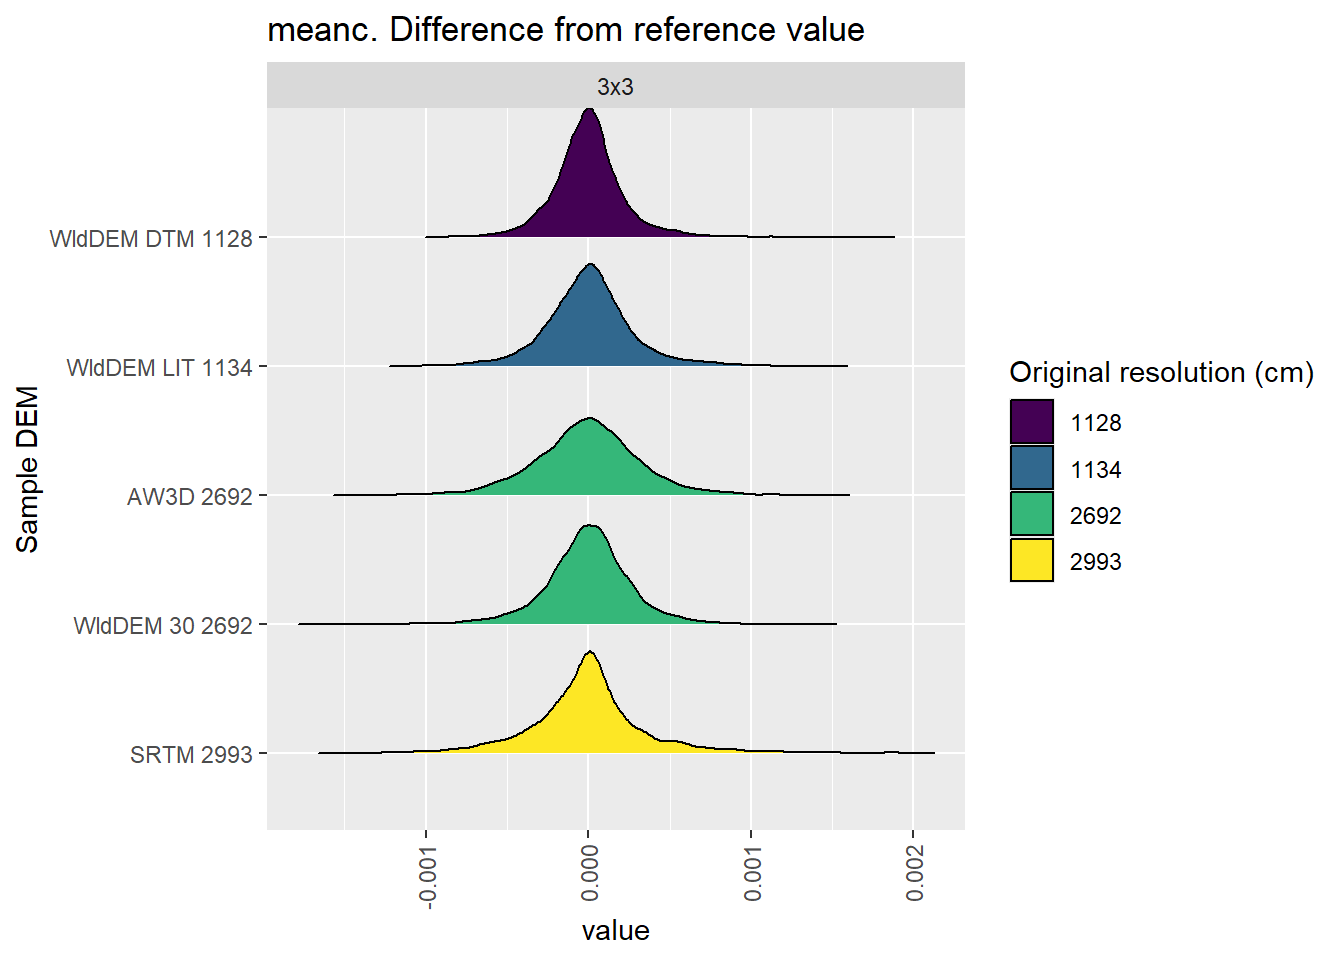 meanc. Difference from reference value
3x3
Sample DEM
WldDEM DTM 1128
WldDEM LIT 1134
AW3D 2692
WldDEM 30 2692
SRTM 2993
-0.001
0.000
0.001
0.002
value
Original resolution (cm)
1128
1134
2692
2993